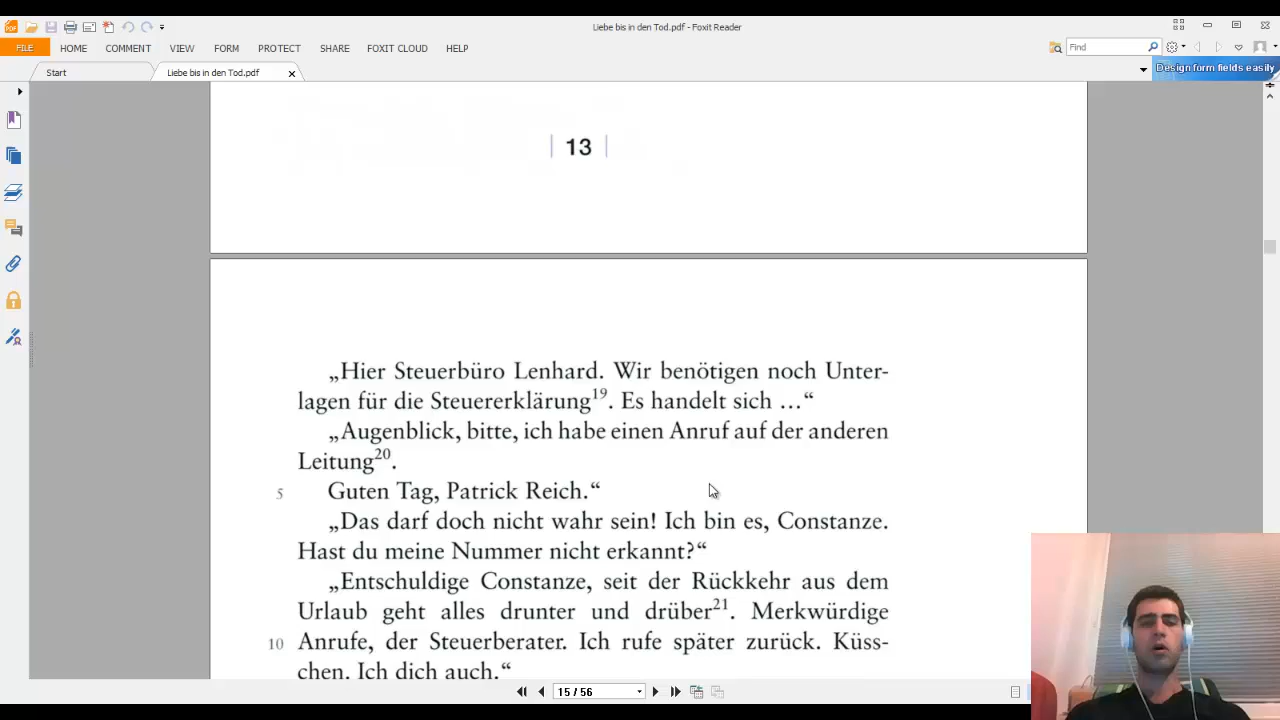 Liebe bis in den Tod.pdf - Foxit Reader
FILE HOME COMMENT VIEW FORM PROTECT SHARE FOXIT CLOUD HELP
Find
Start Liebe bis in den Tod.pdf
Design form fields easily
13
„Hier Steuerbüro Lenhard. Wir benötigen noch Unter-
lagen für die Steuererklärung19. Es handelt sich …“
„Augenblick, bitte, ich habe einen Anruf auf der anderen
Leitung20.
5 Guten Tag, Patrick Reich.“
„Das darf doch nicht wahr sein! Ich bin es, Constanze.
Hast du meine Nummer nicht erkannt?“
„Entschuldige Constanze, seit der Rückkehr aus dem
Urlaub geht alles drunter und drüber21. Merkwürdige
10 Anrufe, der Steuerberater. Ich rufe später zurück. Küss-
chen. Ich dich auch.“
15 / 56